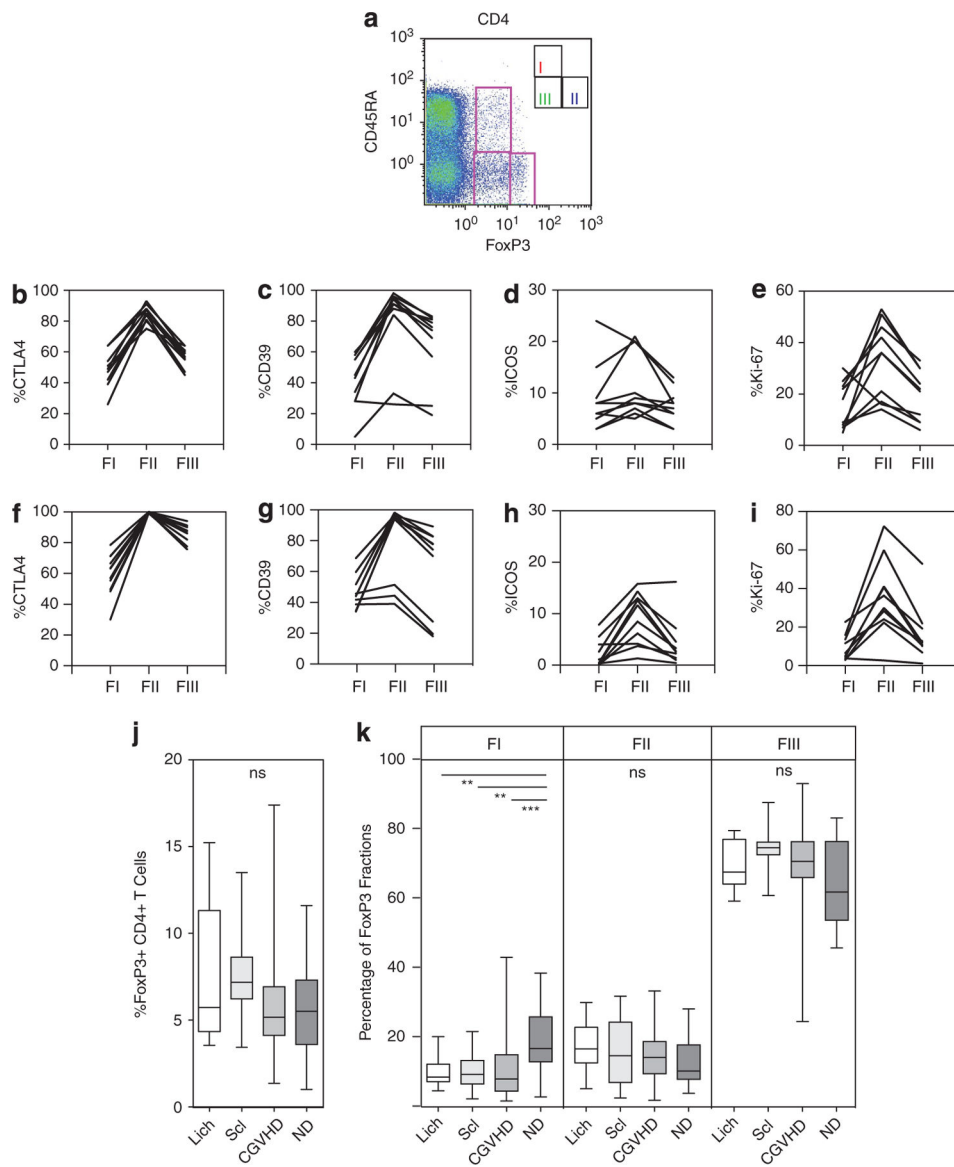 a CD4
10³
10²
10¹
10⁰
CD45RA
I
III II
10⁰ 10¹ 10² 10³
FoxP3
b
100
80
60
40
20
0
%CTLA4
FI FII FIII
c
100
80
60
40
20
0
%CD39
FI FII FIII
d
30
20
10
0
%ICOS
FI FII FIII
e
60
40
20
0
%Ki-67
FI FII FIII
f
100
80
60
40
20
0
%CTLA4
FI FII FIII
g
100
80
60
40
20
0
%CD39
FI FII FIII
h
30
20
10
0
%ICOS
FI FII FIII
i
80
60
40
20
0
%Ki-67
FI FII FIII
j
20
15
10
5
0
%FoxP3+ CD4+ T Cells
ns
Lich Scl CGVHD ND
k
FI FII FIII
100
80
60
40
20
Percentage of FoxP3 Fractions
**
**
***
ns
ns
Lich Scl CGVHD ND Lich Scl CGVHD ND Lich Scl CGVHD ND